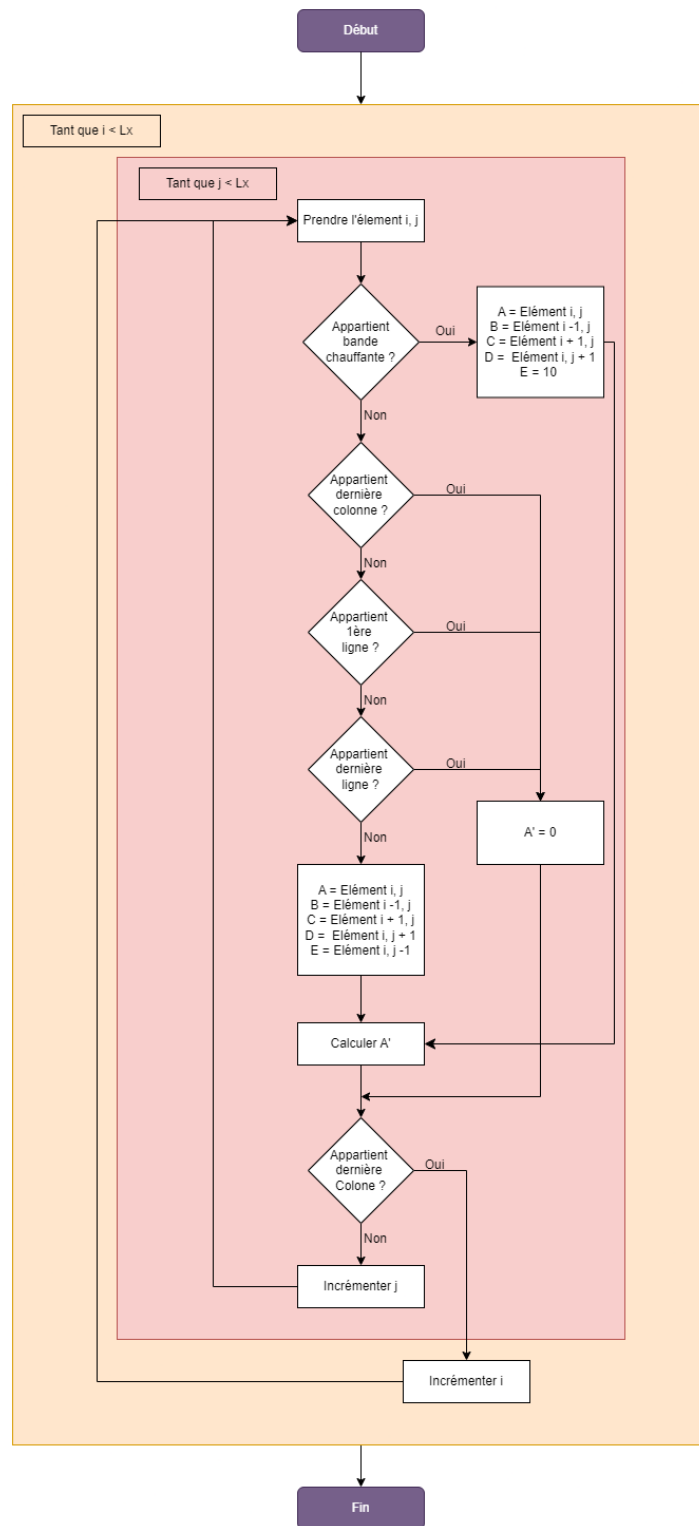 Début
Tant que i < Lx
Tant que j < Lx
Prendre l'élement i, j
Appartient
bande
chauffante ?
Oui
A = Elément i, j
B = Elément i -1, j
C = Elément i + 1, j
D = Elément i, j + 1
E = 10
Non
Appartient
dernière
colonne ?
Oui
Non
Appartient
1ère
ligne ?
Oui
Non
Appartient
dernière
ligne ?
Oui
Non
A' = 0
A = Elément i, j
B = Elément i -1, j
C = Elément i + 1, j
D = Elément i, j + 1
E = Elément i, j -1
Calculer A'
Appartient
dernière
Colone ?
Oui
Non
Incrémenter j
Incrémenter i
Fin